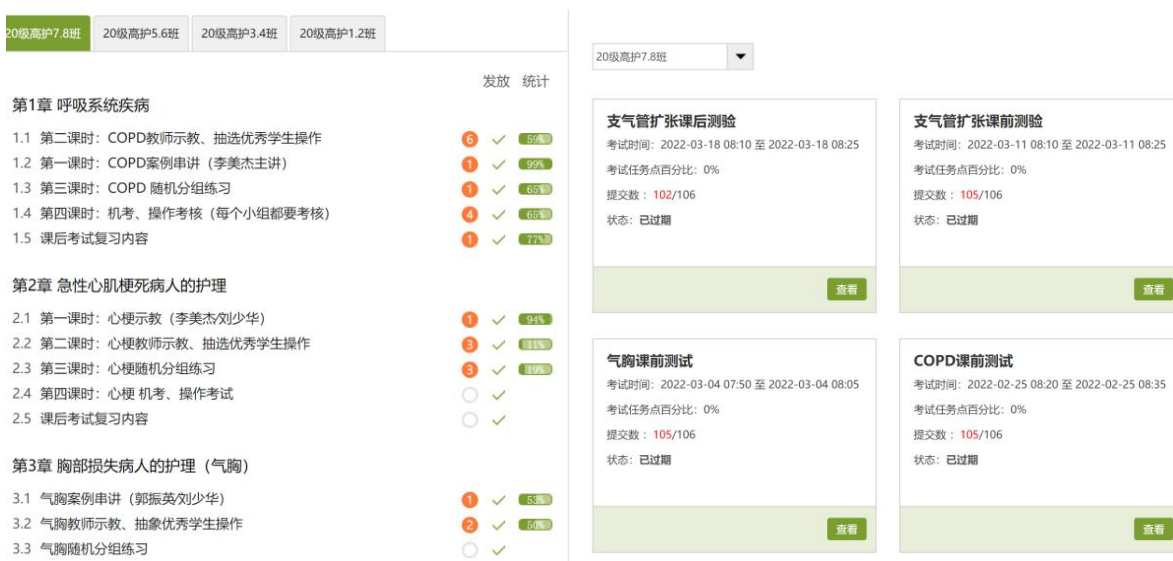 20级高护7.8班 20级高护5.6班 20级高护3.4班 20级高护1.2班
发放 统计
第1章 呼吸系统疾病
1.1 第二课时：COPD教师示教、抽选优秀学生操作 6 59%
1.2 第一课时：COPD案例串讲（李美杰主讲） 1 99%
1.3 第三课时：COPD 随机分组练习 1 65%
1.4 第四课时：机考、操作考核（每个小组都要考核） 4 65%
1.5 课后考试复习内容 1 77%
第2章 急性心肌梗死病人的护理
2.1 第一课时：心梗示教（李美杰/刘少华） 1 94%
2.2 第二课时：心梗教师示教、抽选优秀学生操作 3 11%
2.3 第三课时：心梗随机分组练习 3 19%
2.4 第四课时：心梗 机考、操作考试
2.5 课后考试复习内容
第3章 胸部损失病人的护理（气胸）
3.1 气胸案例串讲（郭振英/刘少华） 1 53%
3.2 气胸教师示教、抽象优秀学生操作 2 50%
3.3 气胸随机分组练习
20级高护7.8班
支气管扩张课后测验
考试时间：2022-03-18 08:10 至 2022-03-18 08:25
考试任务点百分比：0%
提交数：102/106
状态：已过期
查看
支气管扩张课前测验
考试时间：2022-03-11 08:10 至 2022-03-11 08:25
考试任务点百分比：0%
提交数：105/106
状态：已过期
查看
气胸课前测试
考试时间：2022-03-04 07:50 至 2022-03-04 08:05
考试任务点百分比：0%
提交数：105/106
状态：已过期
查看
COPD课前测试
考试时间：2022-02-25 08:20 至 2022-02-25 08:35
考试任务点百分比：0%
提交数：105/106
状态：已过期
查看